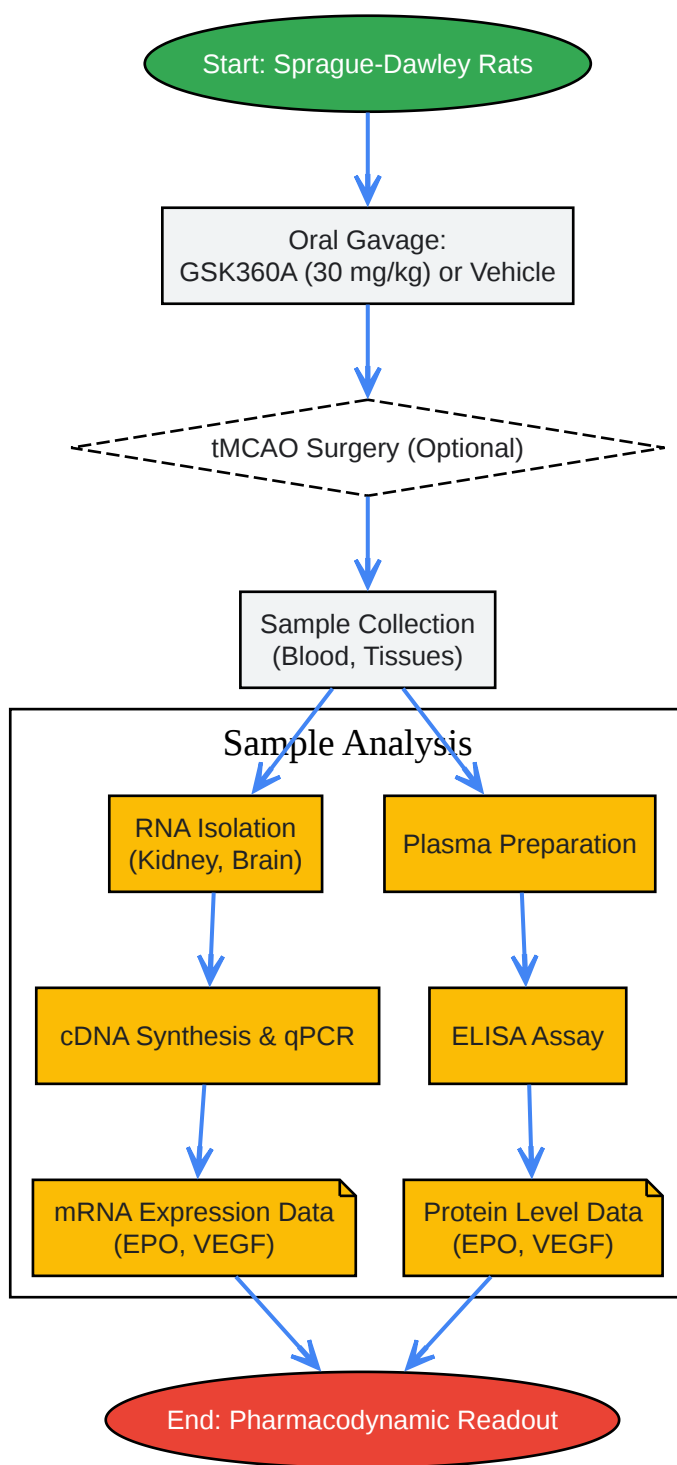 Start: Sprague-Dawley Rats
Oral Gavage:
GSK360A (30 mg/kg) or Vehicle
tMCAO Surgery (Optional)
Sample Collection
(Blood, Tissues)
Sample Analysis
RNA Isolation
(Kidney, Brain)
Plasma Preparation
cDNA Synthesis & qPCR
ELISA Assay
mRNA Expression Data
(EPO, VEGF)
Protein Level Data
(EPO, VEGF)
End: Pharmacodynamic Readout